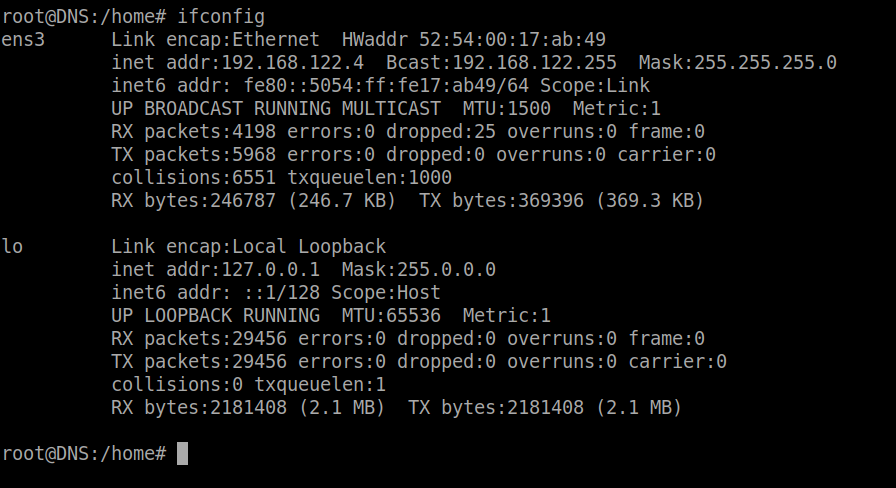 root@DNS:/home# ifconfig
ens3      Link encap:Ethernet  HWaddr 52:54:00:17:ab:49
          inet addr:192.168.122.4  Bcast:192.168.122.255  Mask:255.255.255.0
          inet6 addr: fe80::5054:ff:fe17:ab49/64 Scope:Link
          UP BROADCAST RUNNING MULTICAST  MTU:1500  Metric:1
          RX packets:4198 errors:0 dropped:25 overruns:0 frame:0
          TX packets:5968 errors:0 dropped:0 overruns:0 carrier:0
          collisions:6551 txqueuelen:1000
          RX bytes:246787 (246.7 KB)  TX bytes:369396 (369.3 KB)

lo        Link encap:Local Loopback
          inet addr:127.0.0.1  Mask:255.0.0.0
          inet6 addr: ::1/128 Scope:Host
          UP LOOPBACK RUNNING  MTU:65536  Metric:1
          RX packets:29456 errors:0 dropped:0 overruns:0 frame:0
          TX packets:29456 errors:0 dropped:0 overruns:0 carrier:0
          collisions:0 txqueuelen:1
          RX bytes:2181408 (2.1 MB)  TX bytes:2181408 (2.1 MB)

root@DNS:/home#